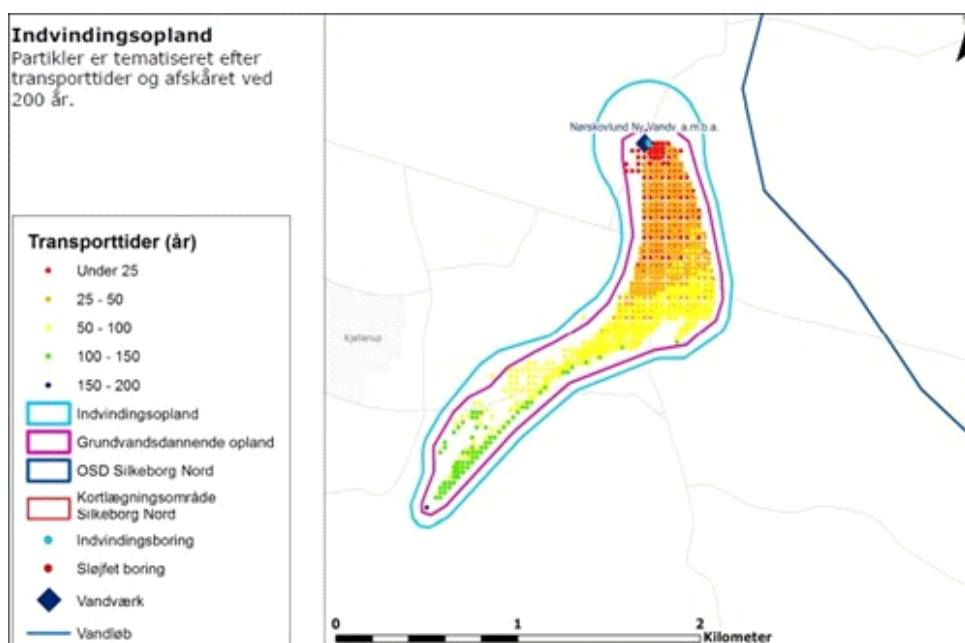 Indvindingsopland
Partikler er tematiseret efter
transporttider og afskåret ved
200 år.
Transporttider (år)
Under 25
25 - 50
50 - 100
100 - 150
150 - 200
Indvindingsopland
Grundvandsdannende opland
OSD Silkeborg Nord
Kortlægningsområde
Silkeborg Nord
Indvindingsboring
Sløjfet boring
Vandværk
Vandløb
Nørskovlund Ny Vandv. a.m.b.a.
Kjellerup
0 1 2
Kilometer